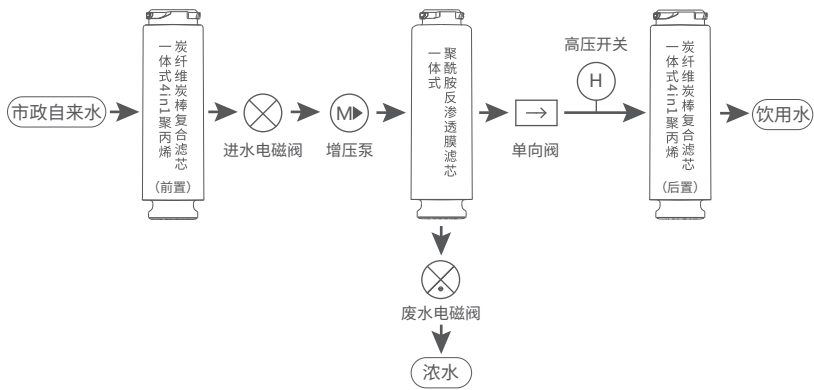 市政自来水
一体式4in1聚丙烯
炭纤维炭棒复合滤芯
(前置)
进水电磁阀
M
增压泵
一体式
聚酰胺反渗透膜滤芯
单向阀
高压开关
H
一体式4in1聚丙烯
炭纤维炭棒复合滤芯
(后置)
饮用水
废水电磁阀
浓水